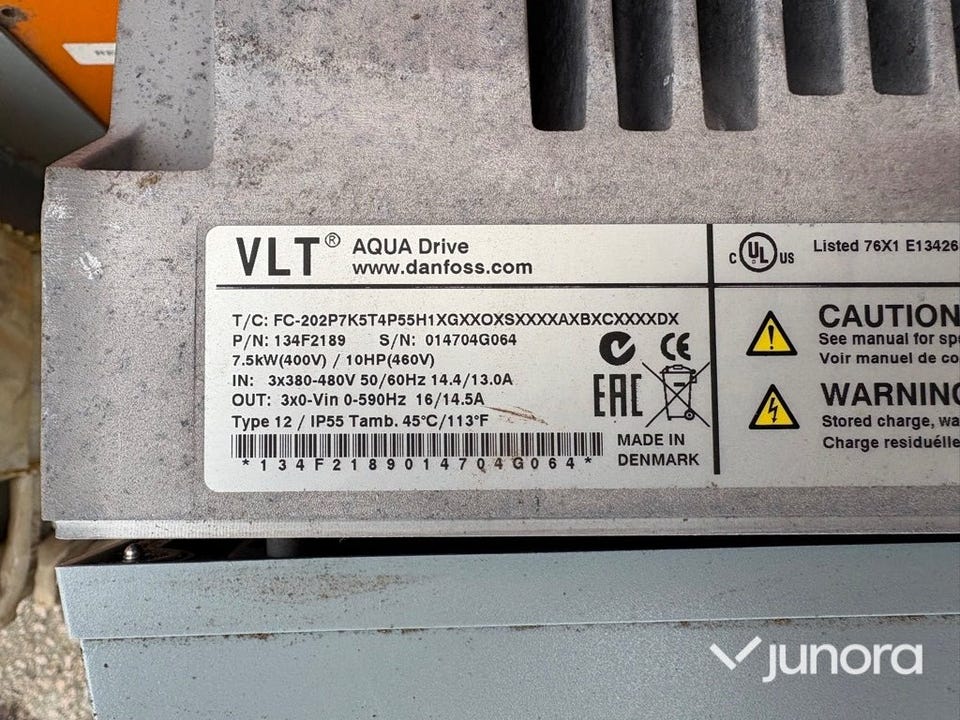 VLT® AQUA Drive
www.danfoss.com
T/C: FC-202P7K5T4P55H1XGXXOXSXXXXAXBXCXXXXDX
P/N: 134F2189 S/N: 014704G064
7.5kW(400V) / 10HP(460V)
IN: 3x380-480V 50/60Hz 14.4/13.0A
OUT: 3x0-Vin 0-590Hz 16/14.5A
Type 12 / IP55 Tamb. 45°C/113°F
*134F2189014704G064*
CE
EAC
MADE IN
DENMARK
c UL us Listed 76X1 E13426
CAUTION
See manual for spe
Voir manuel de co
WARNING
Stored charge, wa
Charge residuélle
junora